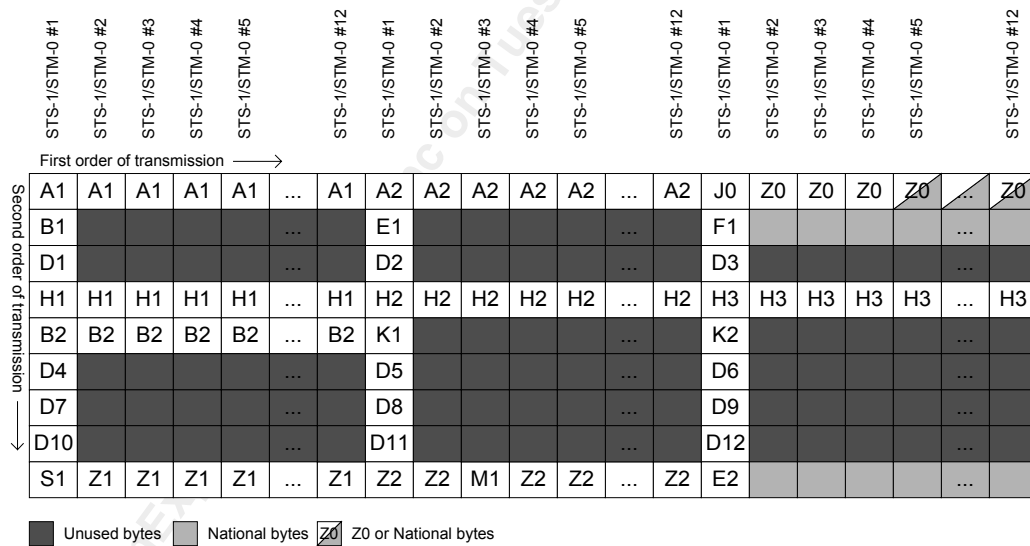 STS-1/STM-0 #1 STS-1/STM-0 #2 STS-1/STM-0 #3 STS-1/STM-0 #4 STS-1/STM-0 #5 STS-1/STM-0 #12 STS-1/STM-0 #1 STS-1/STM-0 #2 STS-1/STM-0 #3 STS-1/STM-0 #4 STS-1/STM-0 #5 STS-1/STM-0 #12 STS-1/STM-0 #1 STS-1/STM-0 #2 STS-1/STM-0 #3 STS-1/STM-0 #4 STS-1/STM-0 #5 STS-1/STM-0 #12
First order of transmission
Second order of transmission
A1 A1 A1 A1 ... A1 A2 A2 A2 A2 A2 ... A2 J0 Z0 Z0 Z0 Z0 ... Z0
B1 ... E1 ... F1 ...
D1 ... D2 ... D3 ...
H1 H1 H1 H1 ... H1 H2 H2 H2 H2 ... H2 H3 H3 H3 H3 ... H3
B2 B2 B2 B2 B2 ... B2 K1 ... K2 ...
D4 ... D5 ... D6 ...
D7 ... D8 ... D9 ...
D10 ... D11 ... D12 ...
S1 Z1 Z1 Z1 Z1 ... Z1 Z2 Z2 M1 Z2 Z2 ... Z2 E2 ...
Unused bytes National bytes Z0 Z0 or National bytes